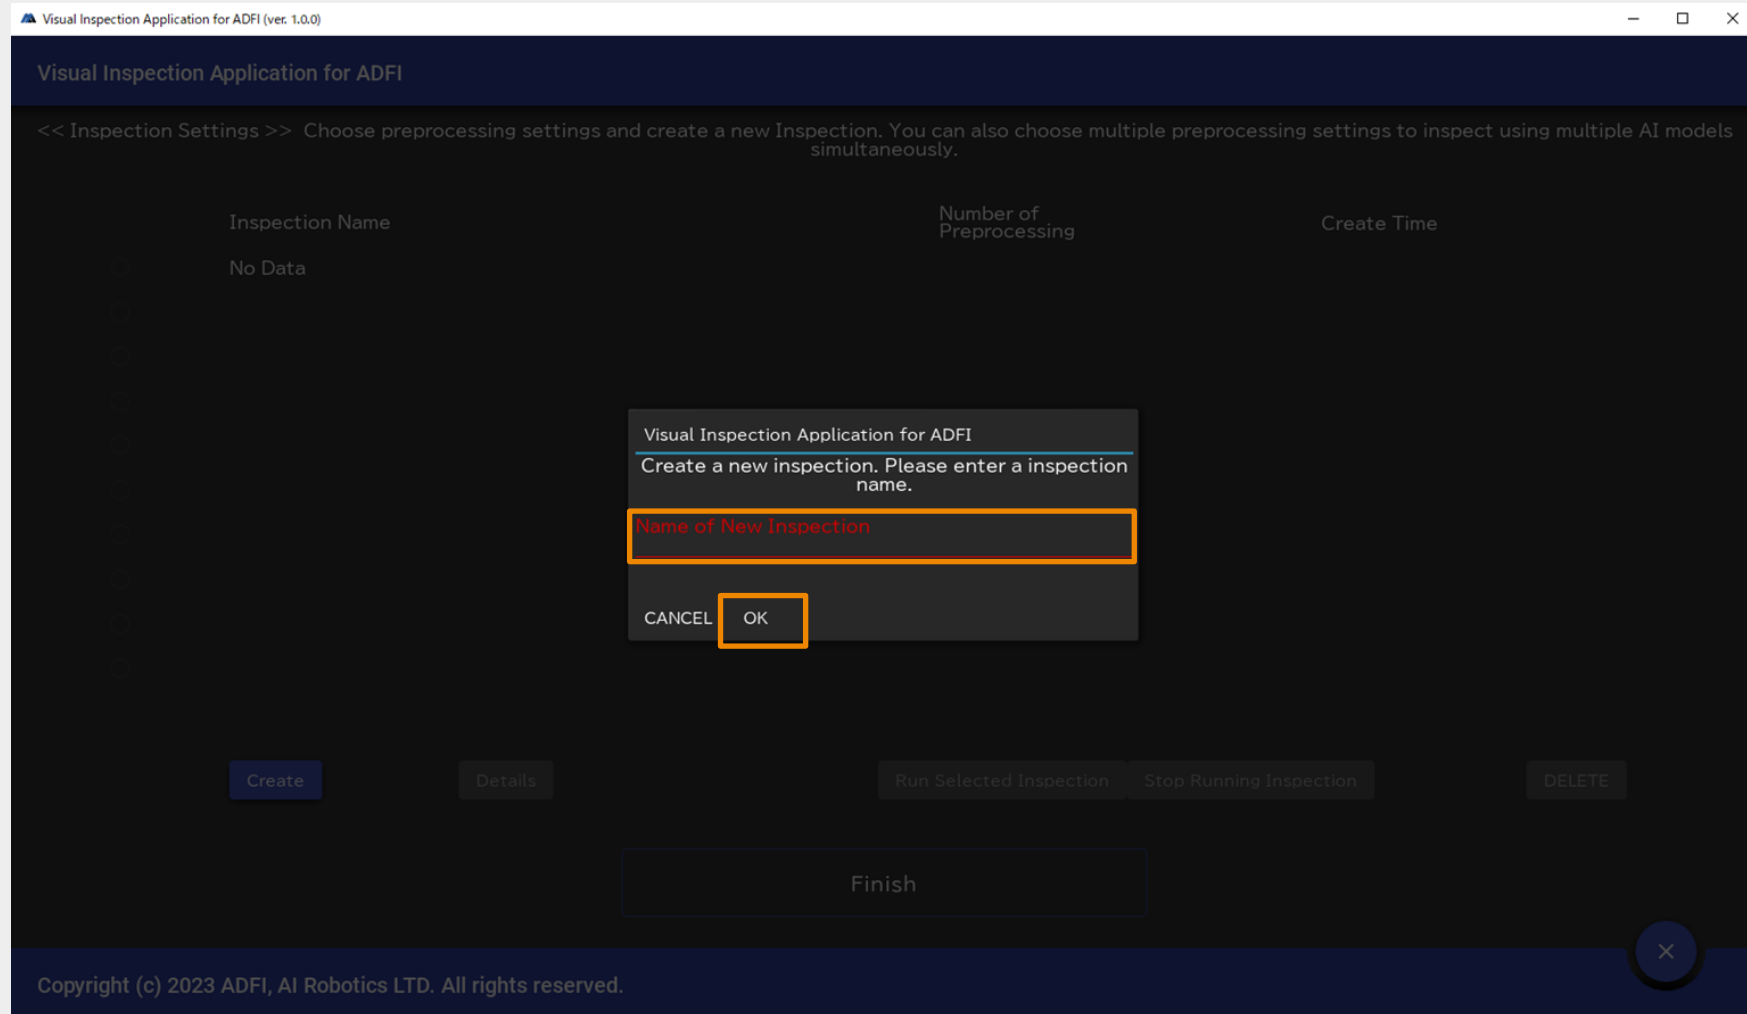 Visual Inspection Application for ADFI (ver. 1.0.0)
Visual Inspection Application for ADFI
<< Inspection Settings >> Choose preprocessing settings and create a new Inspection. You can also choose multiple preprocessing settings to inspect using multiple AI models
simultaneously.
Inspection Name
Number of
Preprocessing
Create Time
No Data
Visual Inspection Application for ADFI
Create a new inspection. Please enter a inspection
name.
Name of New Inspection
CANCEL OK
Create Details Run Selected Inspection Stop Running Inspection DELETE
Finish
Copyright (c) 2023 ADFI, AI Robotics LTD. All rights reserved.